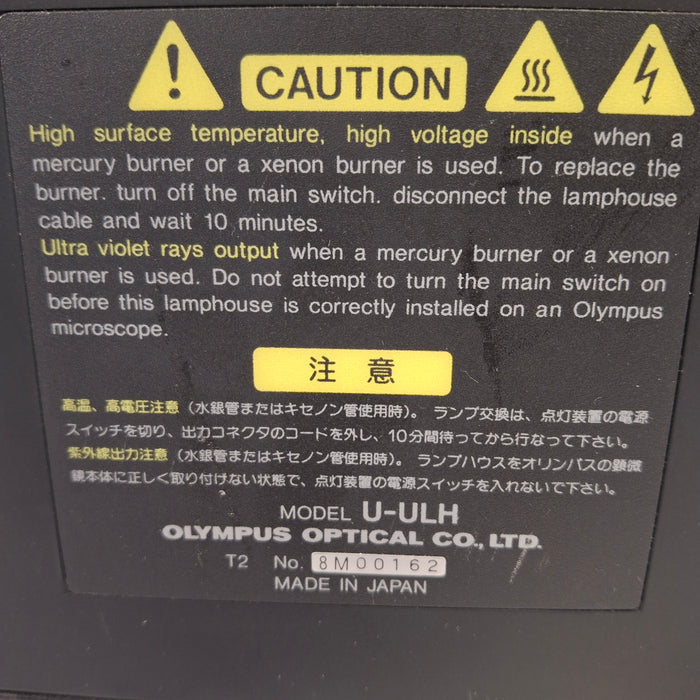 CAUTION
High surface temperature, high voltage inside when a
mercury burner or a xenon burner is used. To replace the
burner. turn off the main switch. disconnect the lamphouse
cable and wait 10 minutes.
Ultra violet rays output when a mercury burner or a xenon
burner is used. Do not attempt to turn the main switch on
before this lamphouse is correctly installed on an Olympus
microscope.
注意
高温、高電圧注意（水銀管またはキセノン管使用時）。ランプ交換は、点灯装置の電源
スイッチを切り、出力コネクタのコードを外し、10分間待ってから行なって下さい。
紫外線出力注意（水銀管またはキセノン管使用時）。ランプハウスをオリンパスの顕微
鏡本体に正しく取り付けない状態で、点灯装置の電源スイッチを入れないで下さい。
MODEL U-ULH
OLYMPUS OPTICAL CO., LTD.
T2 No. 8M00162
MADE IN JAPAN